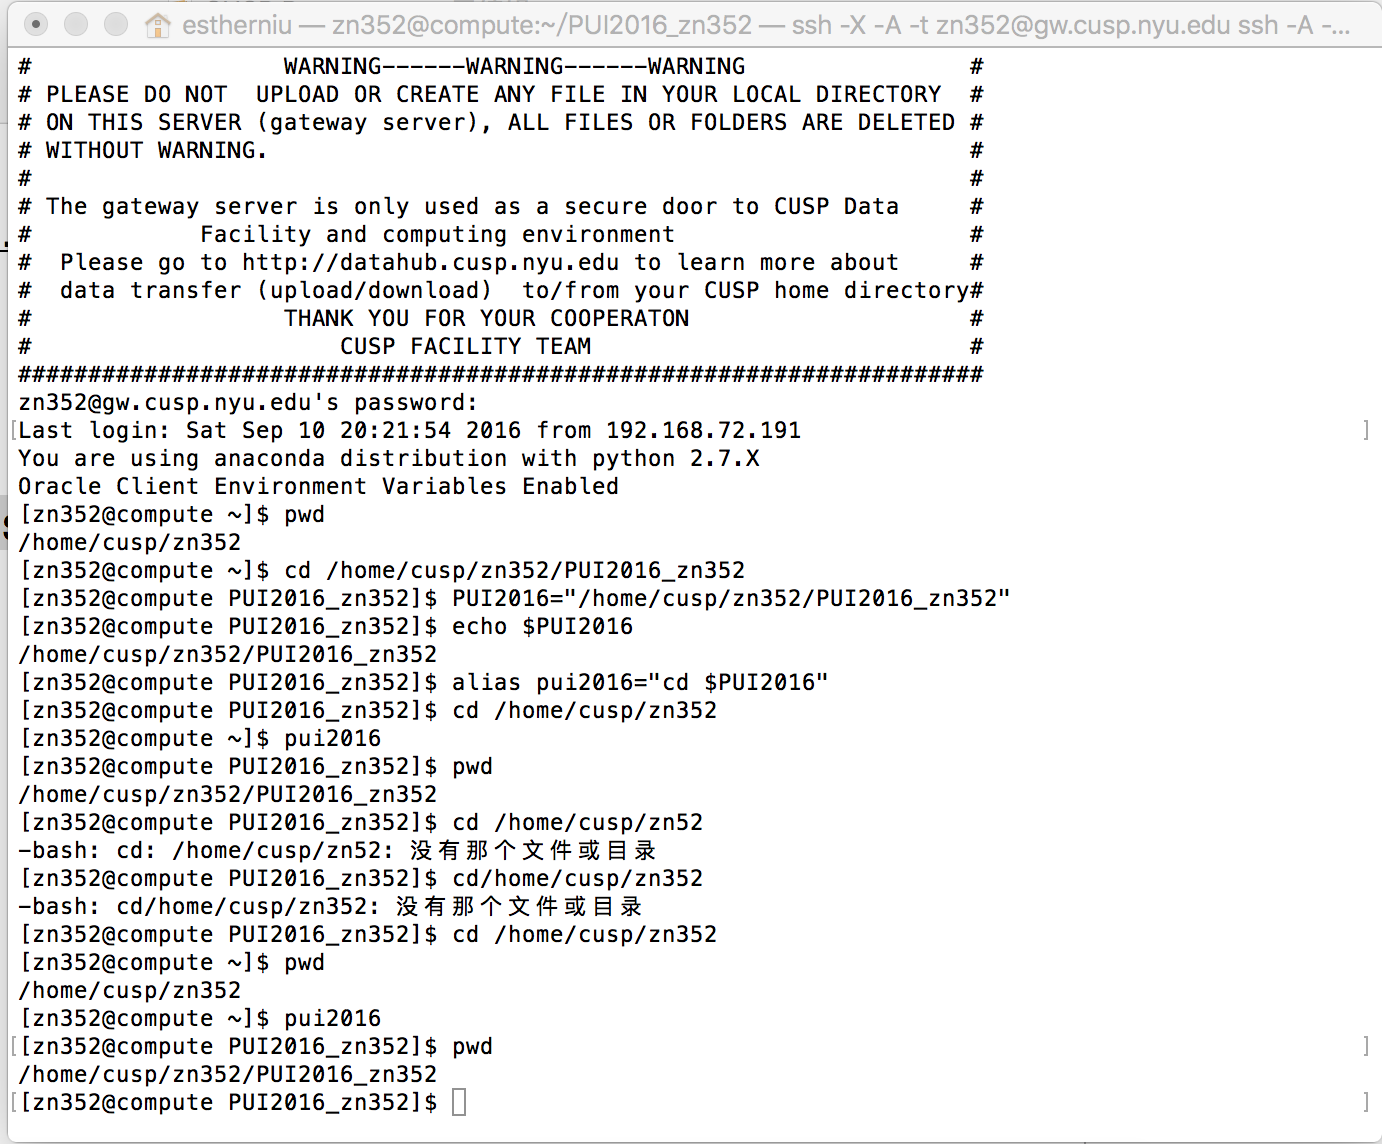 estherniu — zn352@compute:~/PUI2016_zn352 — ssh -X -A -t zn352@gw.cusp.nyu.edu ssh -A -...
#                  WARNING------WARNING------WARNING                #
# PLEASE DO NOT  UPLOAD OR CREATE ANY FILE IN YOUR LOCAL DIRECTORY  #
# ON THIS SERVER (gateway server), ALL FILES OR FOLDERS ARE DELETED #
# WITHOUT WARNING.                                                  #
#                                                                   #
# The gateway server is only used as a secure door to CUSP Data     #
#            Facility and computing environment                     #
#  Please go to http://datahub.cusp.nyu.edu to learn more about     #
#  data transfer (upload/download)  to/from your CUSP home directory#
#                  THANK YOU FOR YOUR COOPERATON                    #
#                      CUSP FACILITY TEAM                           #
#####################################################################
zn352@gw.cusp.nyu.edu's password:
[Last login: Sat Sep 10 20:21:54 2016 from 192.168.72.191 ]
You are using anaconda distribution with python 2.7.X
Oracle Client Environment Variables Enabled
[zn352@compute ~]$ pwd
/home/cusp/zn352
[zn352@compute ~]$ cd /home/cusp/zn352/PUI2016_zn352
[zn352@compute PUI2016_zn352]$ PUI2016="/home/cusp/zn352/PUI2016_zn352"
[zn352@compute PUI2016_zn352]$ echo $PUI2016
/home/cusp/zn352/PUI2016_zn352
[zn352@compute PUI2016_zn352]$ alias pui2016="cd $PUI2016"
[zn352@compute PUI2016_zn352]$ cd /home/cusp/zn352
[zn352@compute ~]$ pui2016
[zn352@compute PUI2016_zn352]$ pwd
/home/cusp/zn352/PUI2016_zn352
[zn352@compute PUI2016_zn352]$ cd /home/cusp/zn52
-bash: cd: /home/cusp/zn52: 没有那个文件或目录
[zn352@compute PUI2016_zn352]$ cd/home/cusp/zn352
-bash: cd/home/cusp/zn352: 没有那个文件或目录
[zn352@compute PUI2016_zn352]$ cd /home/cusp/zn352
[zn352@compute ~]$ pwd
/home/cusp/zn352
[zn352@compute ~]$ pui2016
[[zn352@compute PUI2016_zn352]$ pwd ]
/home/cusp/zn352/PUI2016_zn352
[[zn352@compute PUI2016_zn352]$ ]